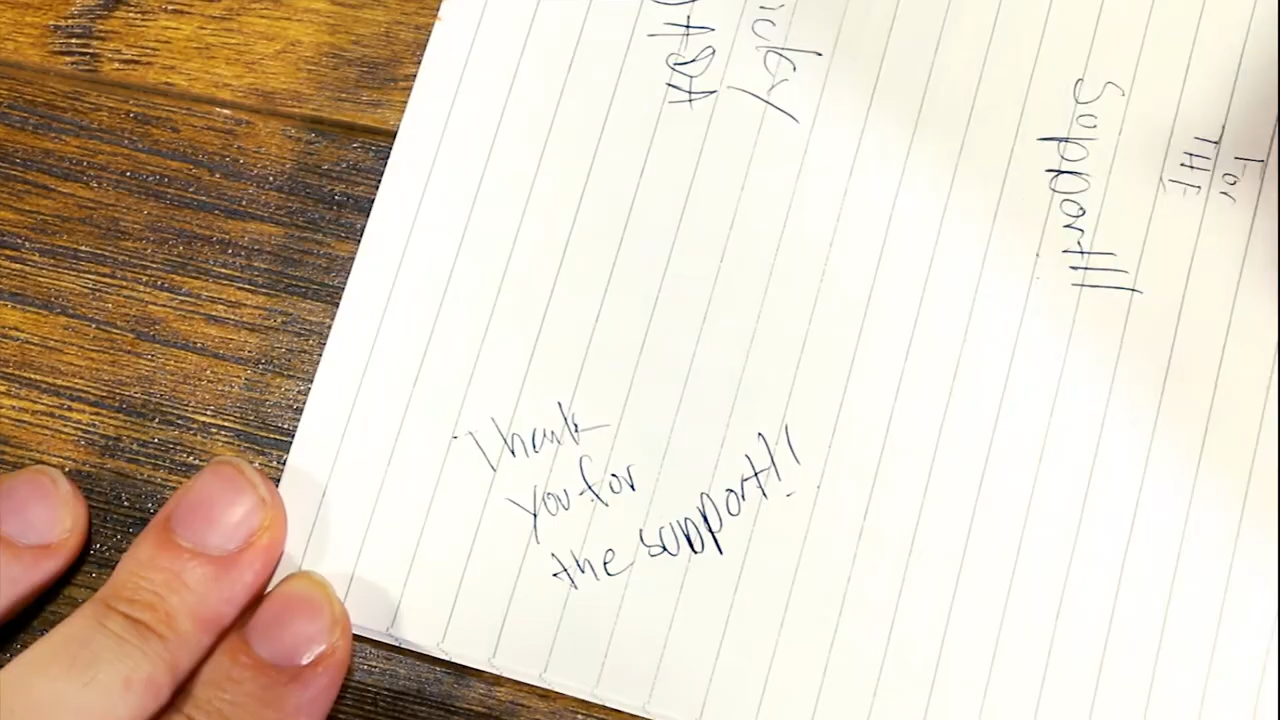 For
THE
Support!!
Thank
you for
the support!!